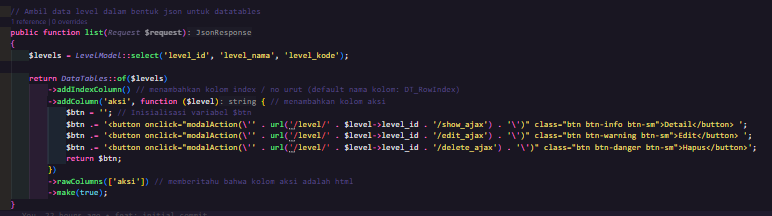 // Ambil data level dalam bentuk json untuk datatables
1 reference | 0 overrides
public function list(Request $request): JsonResponse
{
$levels = LevelModel::select('level_id', 'level_nama', 'level_kode');
return DataTables::of($levels)
->addIndexColumn() // menambahkan kolom index / no urut (default nama kolom: DT_RowIndex)
->addColumn('aksi', function ($level): string { // menambahkan kolom aksi
$btn = ''; // Inisialisasi variabel $btn
$btn .= '<button onclick="modalAction(\'' . url('/level/' . $level->level_id . '/show_ajax') . '\')" class="btn btn-info btn-sm">Detail</button> ';
$btn .= '<button onclick="modalAction(\'' . url('/level/' . $level->level_id . '/edit_ajax') . '\')" class="btn btn-warning btn-sm">Edit</button> ';
$btn .= '<button onclick="modalAction(\'' . url('/level/' . $level->level_id . '/delete_ajax') . '\')" class="btn btn-danger btn-sm">Hapus</button>';
return $btn;
})
->rawColumns(['aksi']) // memberitahu bahwa kolom aksi adalah html
->make(true);
}